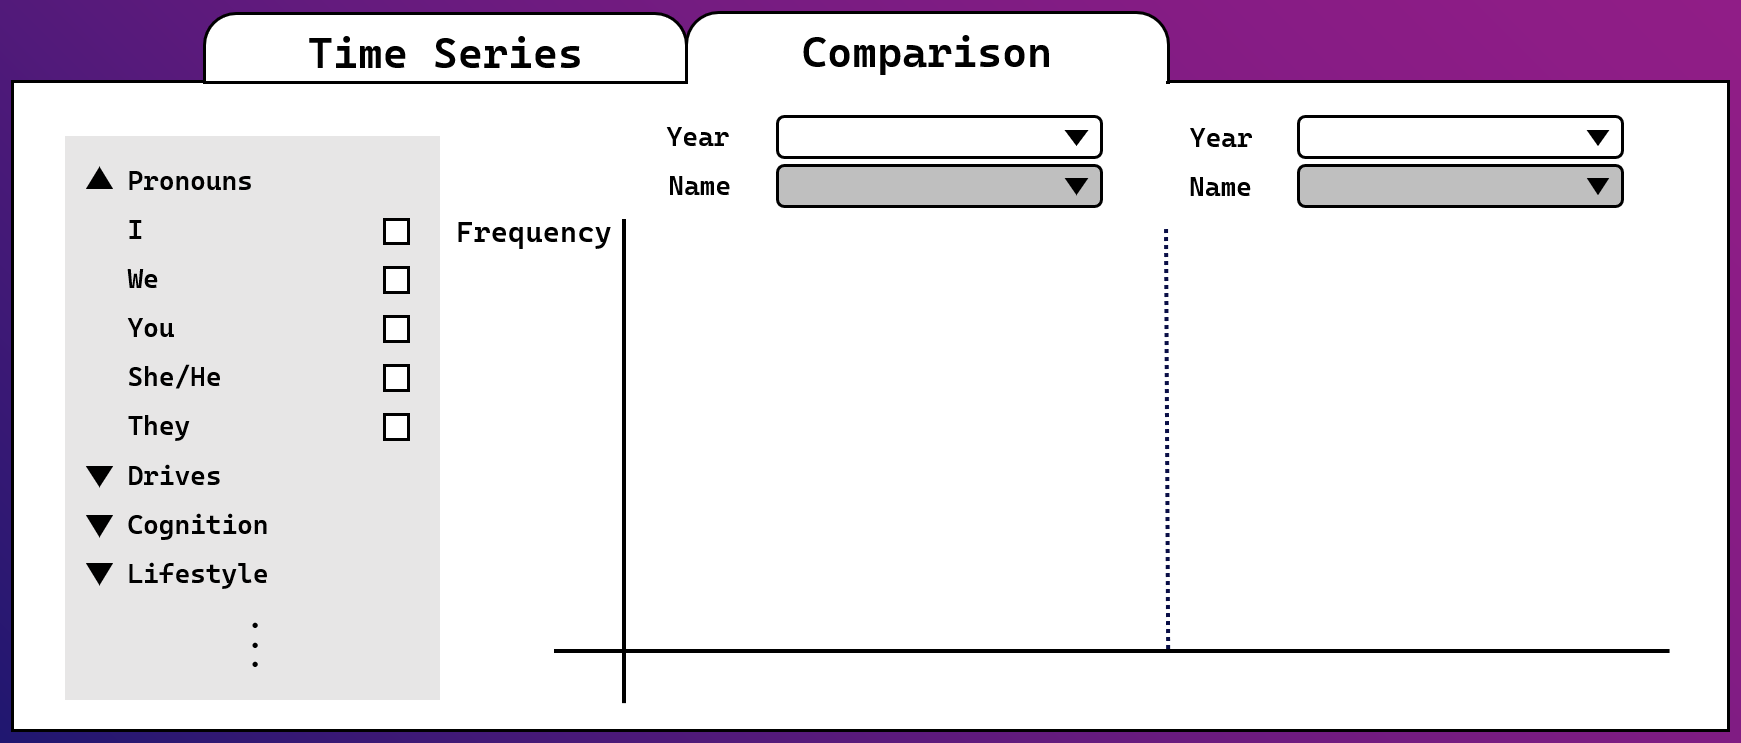 Time Series
Comparison
Year
Year
Name
Name
Pronouns
I
We
You
She/He
They
Drives
Cognition
Lifestyle
Frequency